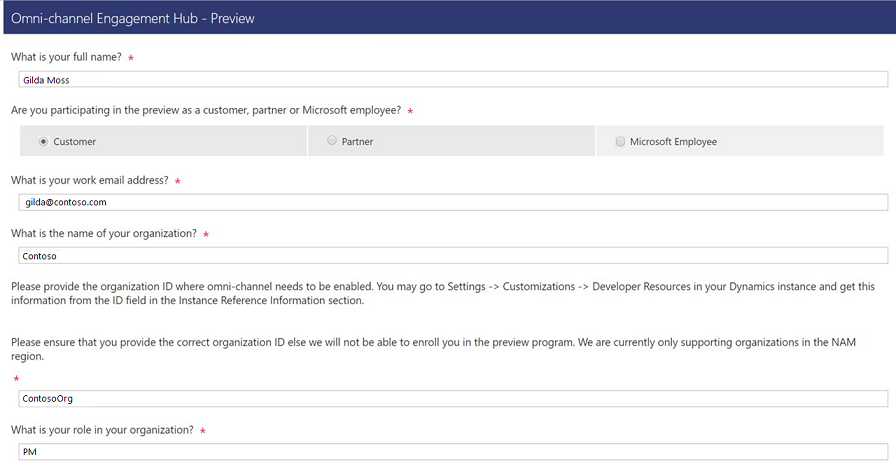 Omni-channel Engagement Hub - Preview
What is your full name? *
Gilda Moss
Are you participating in the preview as a customer, partner or Microsoft employee? *
Customer Partner Microsoft Employee
What is your work email address? *
gilda@contoso.com
What is the name of your organization? *
Contoso
Please provide the organization ID where omni-channel needs to be enabled. You may go to Settings -> Customizations -> Developer Resources in your Dynamics instance and get this
information from the ID field in the Instance Reference Information section.
Please ensure that you provide the correct organization ID else we will not be able to enroll you in the preview program. We are currently only supporting organizations in the NAM
region.
*
ContosoOrg
What is your role in your organization? *
PM